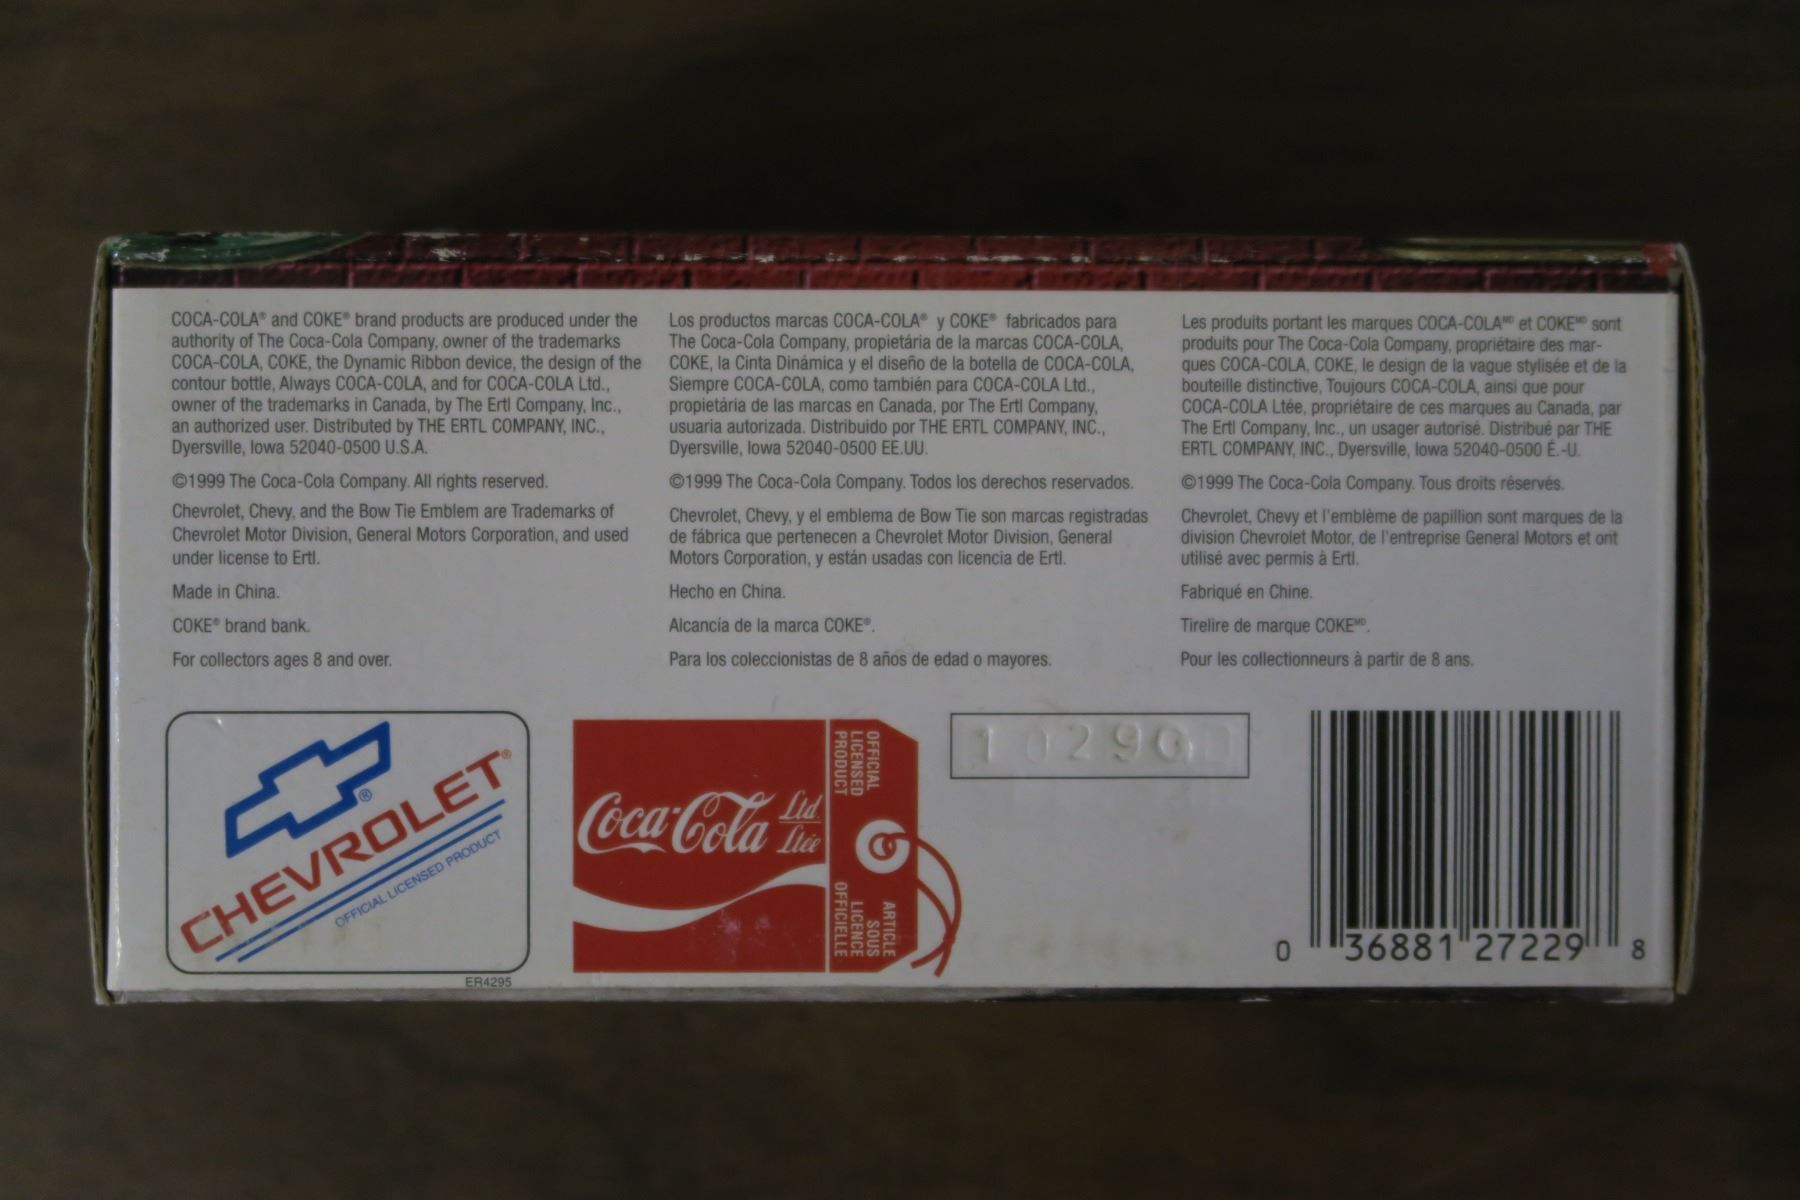 COCA-COLA® and COKE® brand products are produced under the
authority of The Coca-Cola Company, owner of the trademarks
COCA-COLA, COKE, the Dynamic Ribbon device, the design of the
contour bottle, Always COCA-COLA, and for COCA-COLA Ltd.,
owner of the trademarks in Canada, by The Ertl Company, Inc.,
an authorized user. Distributed by THE ERTL COMPANY, INC.,
Dyersville, Iowa 52040-0500 U.S.A.
©1999 The Coca-Cola Company. All rights reserved.
Chevrolet, Chevy, and the Bow Tie Emblem are Trademarks of
Chevrolet Motor Division, General Motors Corporation, and used
under license to Ertl.
Made in China.
COKE® brand bank.
For collectors ages 8 and over.
Los productos marcas COCA-COLA® y COKE® fabricados para
The Coca-Cola Company, propietária de la marcas COCA-COLA,
COKE, la Cinta Dinámica y el diseño de la botella de COCA-COLA,
Siempre COCA-COLA, como también para COCA-COLA Ltd.,
propietária de las marcas en Canada, por The Ertl Company,
usuaria autorizada. Distribuido por THE ERTL COMPANY, INC.,
Dyersville, Iowa 52040-0500 EE.UU.
©1999 The Coca-Cola Company. Todos los derechos reservados.
Chevrolet, Chevy, y el emblema de Bow Tie son marcas registradas
de fábrica que pertenecen a Chevrolet Motor Division, General
Motors Corporation, y están usadas con licencia de Ertl.
Hecho en China.
Alcancía de la marca COKE®.
Para los coleccionistas de 8 años de edad o mayores.
Les produits portant les marques COCA-COLAᴹᴰ et COKEᴹᴰ sont
produits pour The Coca-Cola Company, propriétaire des mar-
ques COCA-COLA, COKE, le design de la vague stylisée et de la
bouteille distinctive, Toujours COCA-COLA, ainsi que pour
COCA-COLA Ltée, propriétaire de ces marques au Canada, par
The Ertl Company, Inc., un usager autorisé. Distribué par THE
ERTL COMPANY, INC., Dyersville, Iowa 52040-0500 É.-U.
©1999 The Coca-Cola Company. Tous droits réservés.
Chevrolet, Chevy et l'emblème de papillion sont marques de la
division Chevrolet Motor, de l'entreprise General Motors et ont
utilisé avec permis à Ertl.
Fabriqué en Chine.
Tirelire de marque COKEᴹᴰ.
Pour les collectionneurs à partir de 8 ans.
®
CHEVROLET®
OFFICIAL LICENSED PRODUCT
ER4295
Coca-Cola Ltd.
Ltée
OFFICIAL
LICENSED
PRODUCT
ARTICLE
SOUS
LICENCE
OFFICIELLE
0 36881 27229 8